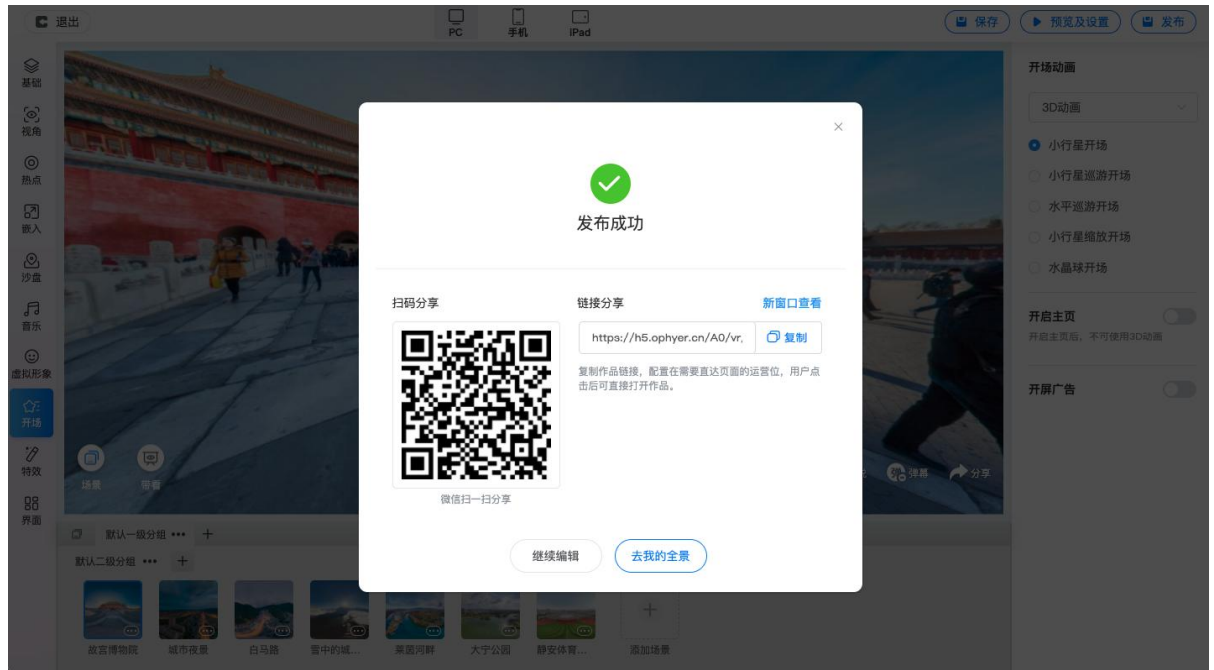 退出
PC
手机
iPad
保存
预览及设置
发布
基础
视角
热点
嵌入
沙盘
音乐
虚拟形象
开场
特效
界面
发布成功
扫码分享
微信扫一扫分享
链接分享
新窗口查看
https://h5.ophyer.cn/A0/vr,
复制
复制作品链接，配置在需要直达页面的运营位，用户点
击后可直接打开作品。
继续编辑
去我的全景
场景
带看
弹幕
分享
开场动画
3D动画
小行星开场
小行星巡游开场
水平巡游开场
小行星缩放开场
水晶球开场
开启主页
开启主页后，不可使用3D动画
开屏广告
默认一级分组
默认二级分组
故宫博物院
城市夜景
白马路
雪中的城...
莱茵河畔
大宁公园
静安体育...
添加场景